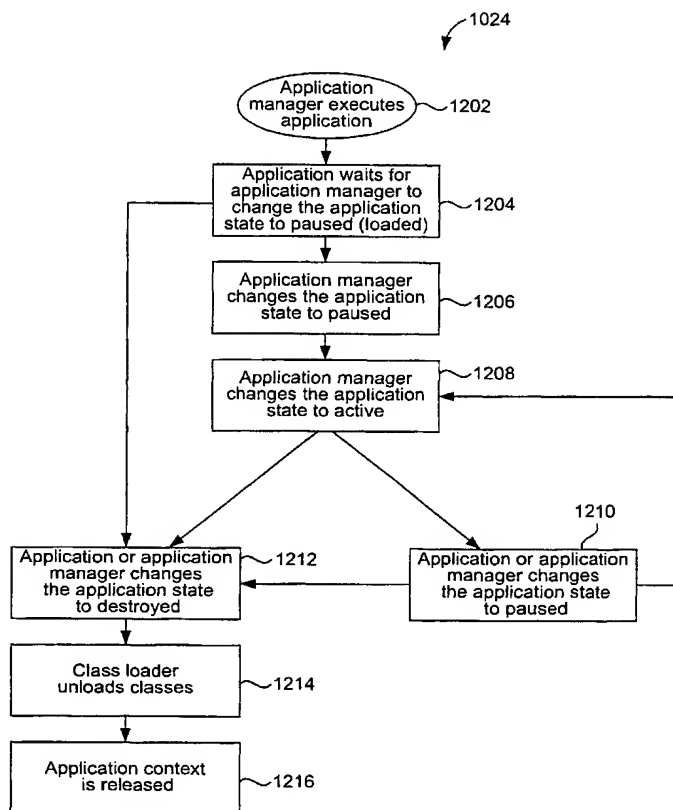 1024
Application
manager executes
application
1202
Application waits for
application manager to
change the application
state to paused (loaded)
1204
Application manager
changes the application
state to paused
1206
Application manager
changes the application
state to active
1208
Application or application
manager changes
the application state
to destroyed
1212
Application or application
manager changes
the application state
to paused
1210
Class loader
unloads classes
1214
Application context
is released
1216